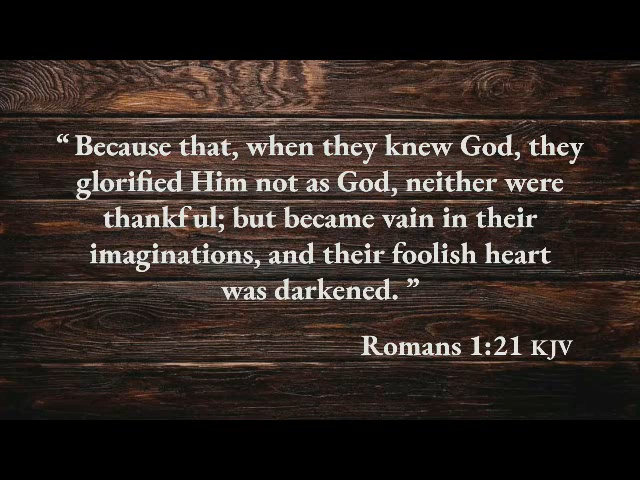 “ Because that, when they knew God, they
glorified Him not as God, neither were
thankful; but became vain in their
imaginations, and their foolish heart
was darkened. ”
Romans 1:21 KJV